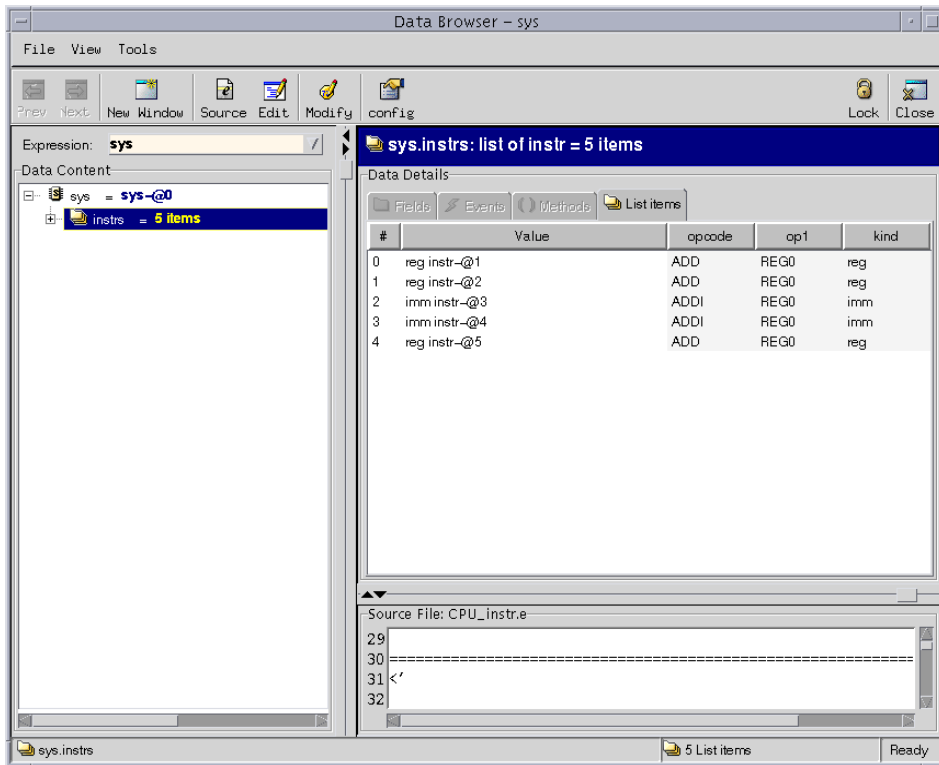 Data Browser – sys
File View Tools
Prev Next New Window Source Edit Modify config Lock Close
Expression: sys
Data Content
sys = sys-@0
instrs = 5 items
sys.instrs: list of instr = 5 items
Data Details
Fields Events Methods List items
# Value opcode op1 kind
0 reg instr-@1 ADD REG0 reg
1 reg instr-@2 ADD REG0 reg
2 imm instr-@3 ADDI REG0 imm
3 imm instr-@4 ADDI REG0 imm
4 reg instr-@5 ADD REG0 reg
Source File: CPU_instr.e
29
30 ============================================================
31 <'
32
sys.instrs 5 List items Ready